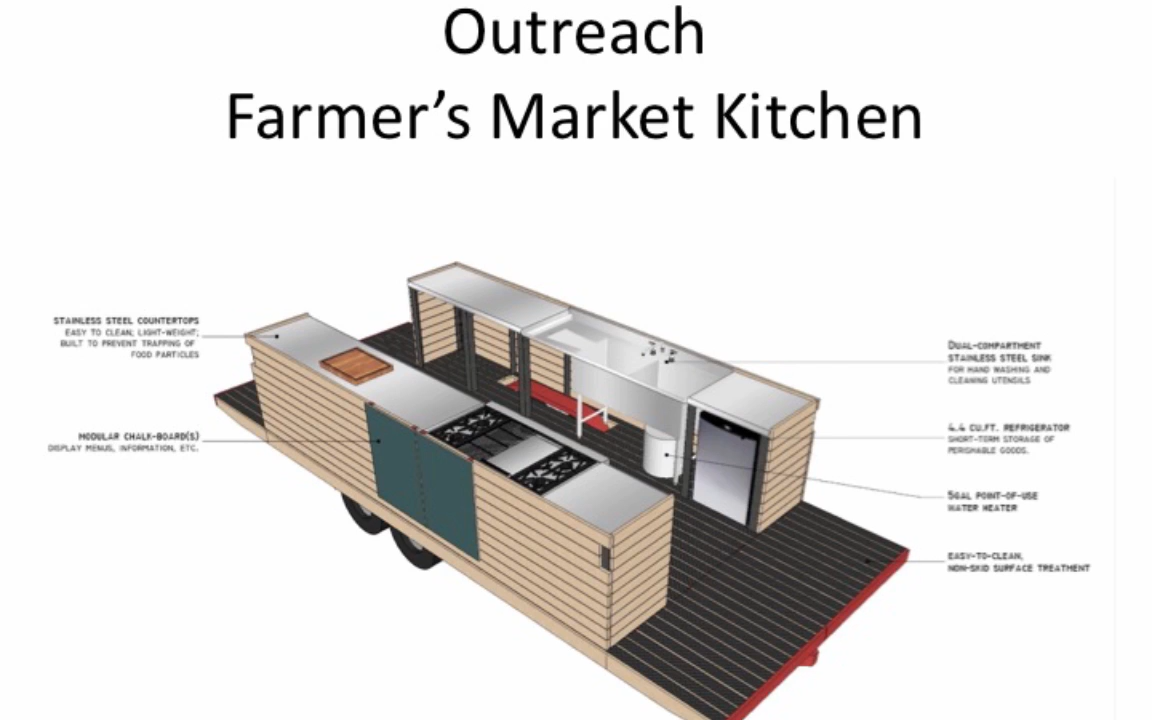 Outreach
Farmer’s Market Kitchen
STAINLESS STEEL COUNTERTOPS
EASY TO CLEAN; LIGHT-WEIGHT;
BUILT TO PREVENT TRAPPING OF
FOOD PARTICLES
MODULAR CHALK-BOARD(S)
DISPLAY MENUS, INFORMATION, ETC.
DUAL-COMPARTMENT
STAINLESS STEEL SINK
FOR HAND WASHING AND
CLEANING UTENSILS
4.4 CU.FT. REFRIGERATOR
SHORT-TERM STORAGE OF
PERISHABLE GOODS.
5GAL POINT-OF-USE
WATER HEATER
EASY-TO-CLEAN,
NON-SKID SURFACE TREATMENT